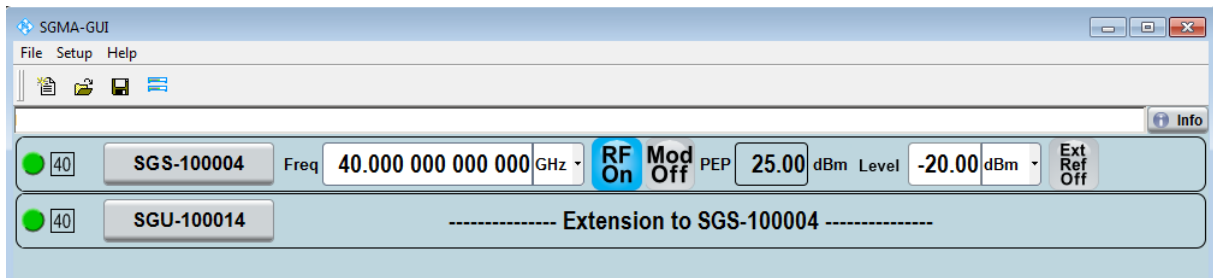 SGMA-GUI
File Setup Help
Info
40 SGS-100004 Freq 40.000 000 000 000 GHz RF On Mod Off PEP 25.00 dBm Level -20.00 dBm Ext Ref Off
40 SGU-100014 --------------- Extension to SGS-100004 ---------------